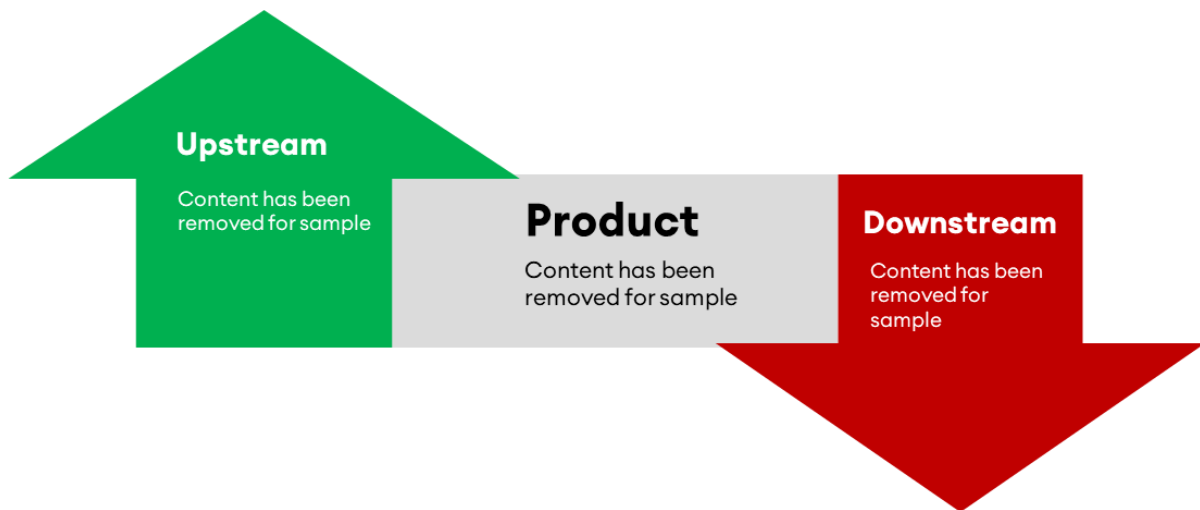 Upstream
Content has been
removed for sample
Product
Content has been
removed for sample
Downstream
Content has been
removed for
sample